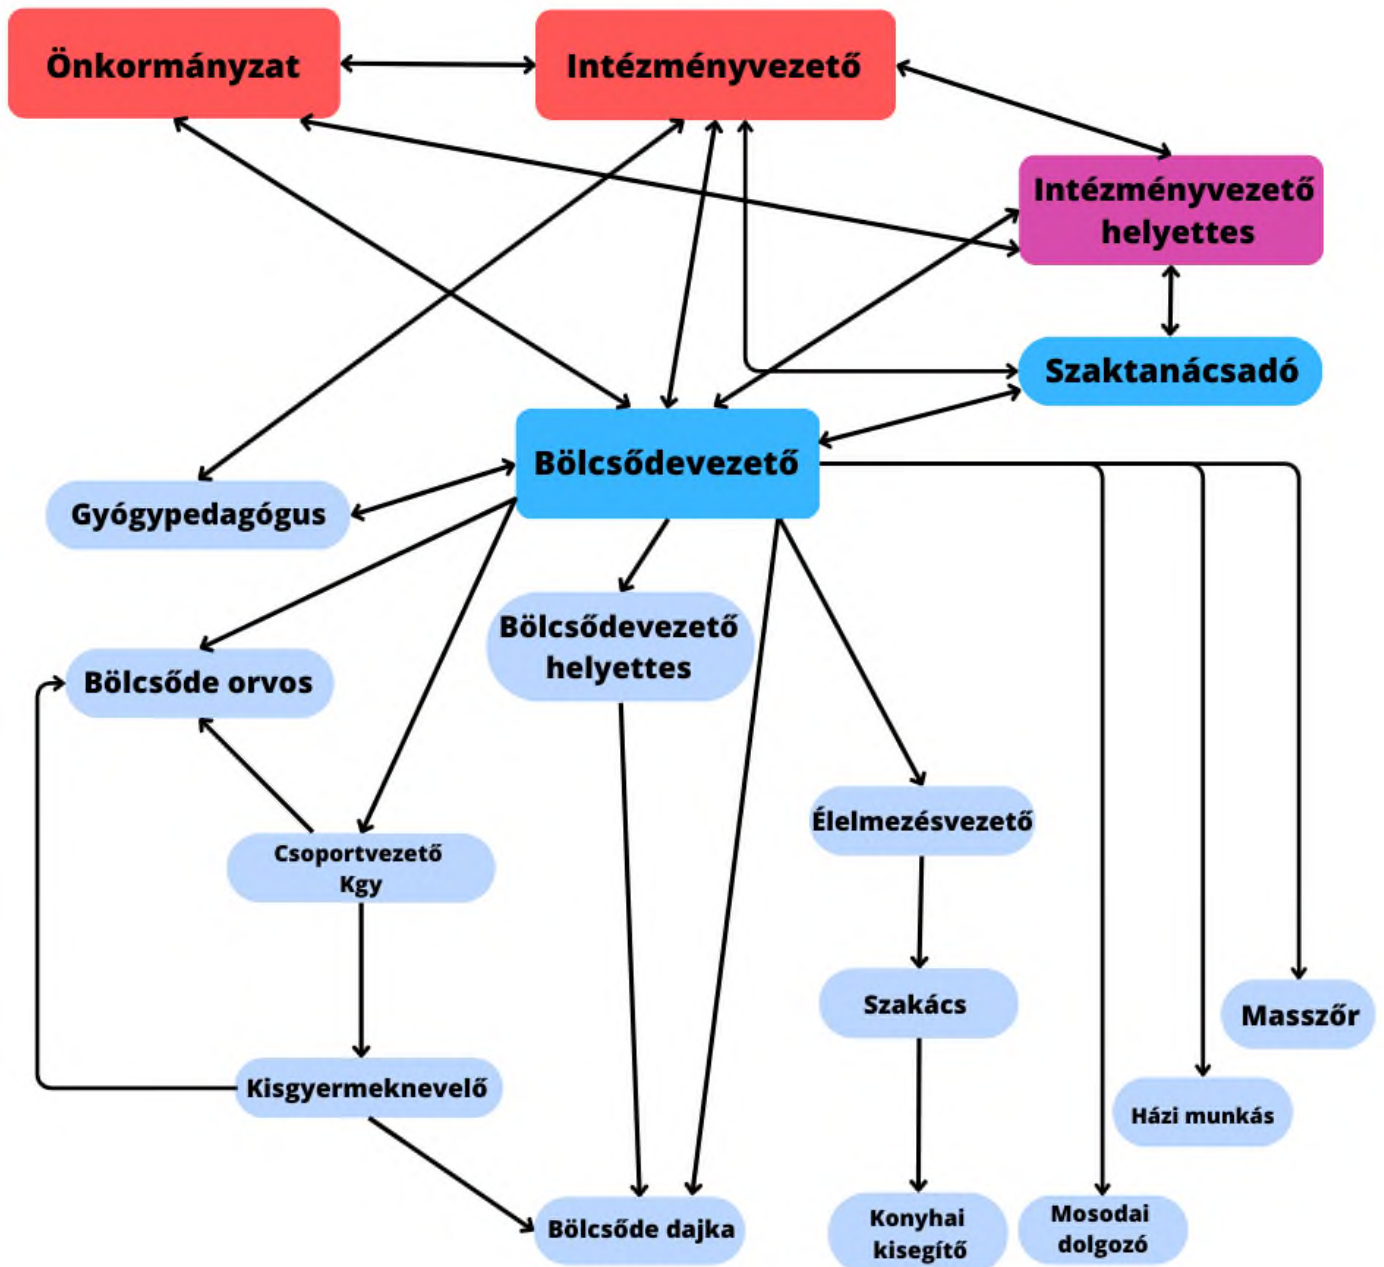 Önkormányzat
Intézményvezető
Intézményvezető
helyettes
Szaktanácsadó
Bölcsődevezető
Gyógypedagógus
Bölcsődevezető
helyettes
Bölcsőde orvos
Élelmezésvezető
Csoportvezető
Kgy
Szakács
Masszőr
Kisgyermeknevelő
Házi munkás
Bölcsőde dajka
Konyhai
kisegítő
Mosodai
dolgozó